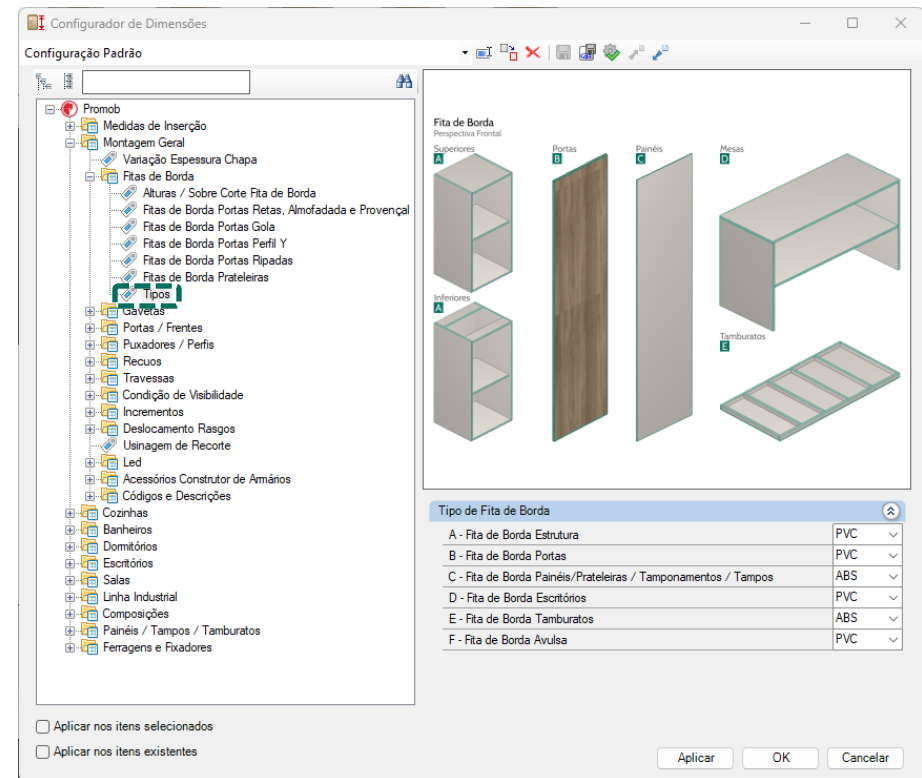 Configurador de Dimensões
Configuração Padrão
Promob
Medidas de Inserção
Montagem Geral
Variação Espessura Chapa
Fitas de Borda
Alturas / Sobre Corte Fita de Borda
Fitas de Borda Portas Retas, Almofadada e Provençal
Fitas de Borda Portas Gola
Fitas de Borda Portas Perfil Y
Fitas de Borda Portas Ripadas
Fitas de Borda Prateleiras
Tipos
Gavetas
Portas / Frentes
Puxadores / Perfis
Recuos
Travessas
Condição de Visibilidade
Incrementos
Deslocamento Rasgos
Usinagem de Recorte
Led
Acessórios Construtor de Armários
Códigos e Descrições
Cozinhas
Banheiros
Dormitórios
Escritórios
Salas
Linha Industrial
Composições
Painéis / Tampos / Tamburatos
Ferragens e Fixadores
Aplicar nos itens selecionados
Aplicar nos itens existentes
Fita de Borda
Perspectiva Frontal
Superiores
A
Portas
B
Painéis
C
Mesas
D
Inferiores
A
Tamburatos
E
Tipo de Fita de Borda
A - Fita de Borda Estrutura PVC
B - Fita de Borda Portas PVC
C - Fita de Borda Painéis/Prateleiras / Tamponamentos / Tampos ABS
D - Fita de Borda Escritórios PVC
E - Fita de Borda Tamburatos ABS
F - Fita de Borda Avulsa PVC
Aplicar OK Cancelar